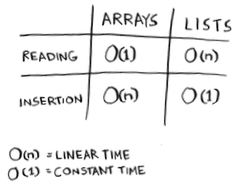 ARRAYS LISTS
READING O(1) O(n)
INSERTION O(n) O(1)
O(n) = LINEAR TIME
O(1) = CONSTANT TIME